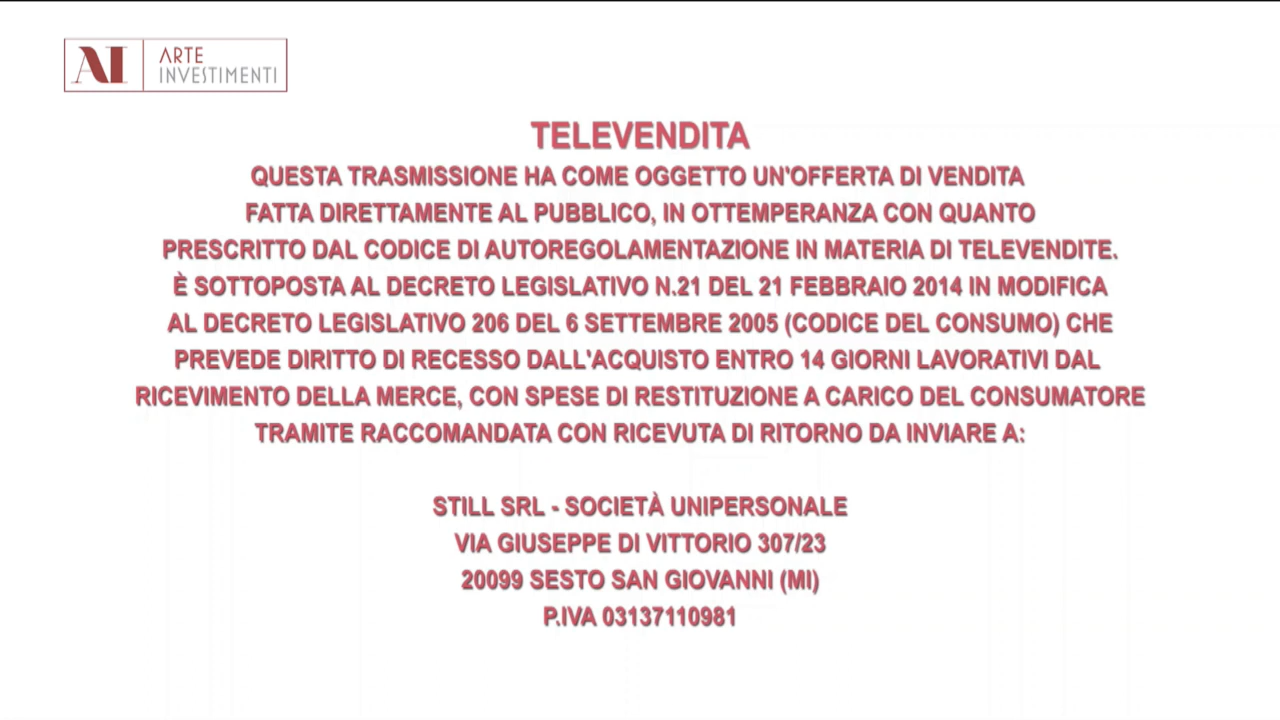 AI ARTE
INVESTIMENTI
TELEVENDITA
QUESTA TRASMISSIONE HA COME OGGETTO UN'OFFERTA DI VENDITA
FATTA DIRETTAMENTE AL PUBBLICO, IN OTTEMPERANZA CON QUANTO
PRESCRITTO DAL CODICE DI AUTOREGOLAMENTAZIONE IN MATERIA DI TELEVENDITE.
È SOTTOPOSTA AL DECRETO LEGISLATIVO N.21 DEL 21 FEBBRAIO 2014 IN MODIFICA
AL DECRETO LEGISLATIVO 206 DEL 6 SETTEMBRE 2005 (CODICE DEL CONSUMO) CHE
PREVEDE DIRITTO DI RECESSO DALL'ACQUISTO ENTRO 14 GIORNI LAVORATIVI DAL
RICEVIMENTO DELLA MERCE, CON SPESE DI RESTITUZIONE A CARICO DEL CONSUMATORE
TRAMITE RACCOMANDATA CON RICEVUTA DI RITORNO DA INVIARE A:
STILL SRL - SOCIETÀ UNIPERSONALE
VIA GIUSEPPE DI VITTORIO 307/23
20099 SESTO SAN GIOVANNI (MI)
P.IVA 03137110981